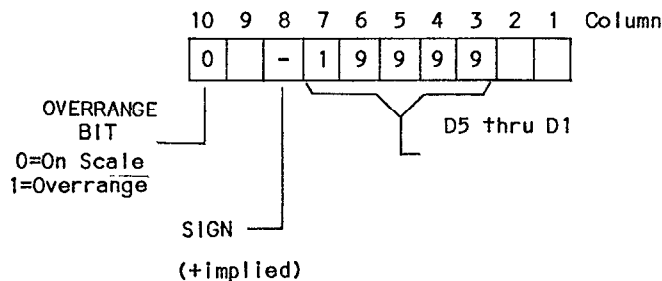 10 9 8 7 6 5 4 3 2 1 Column
0 - 1 9 9 9 9
OVERRANGE
BIT
0=On Scale
1=Overrange
D5 thru D1
SIGN
(+implied)